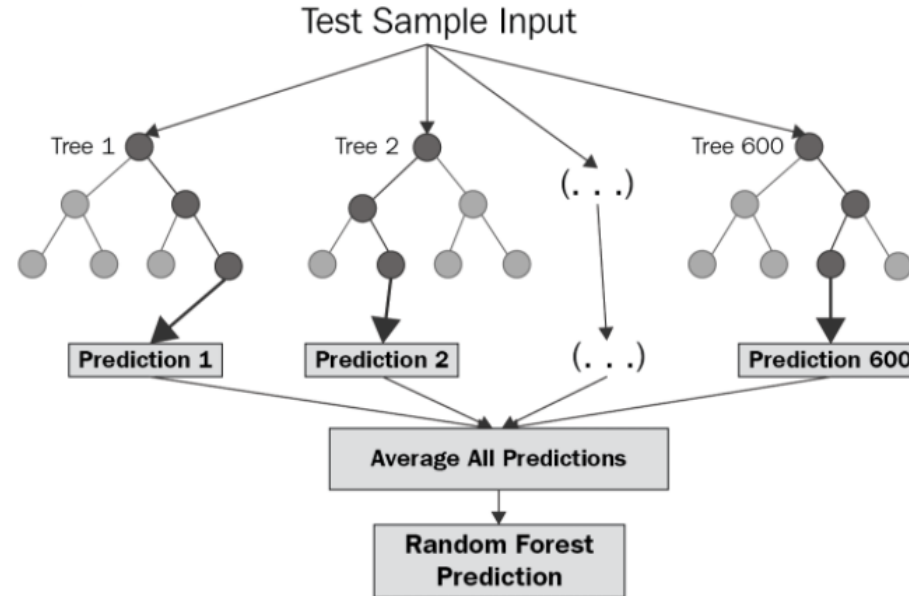 Test Sample Input
Tree 1
Tree 2
Tree 600
(. . .)
Prediction 1
Prediction 2
(. . .)
Prediction 600
Average All Predictions
Random Forest
Prediction